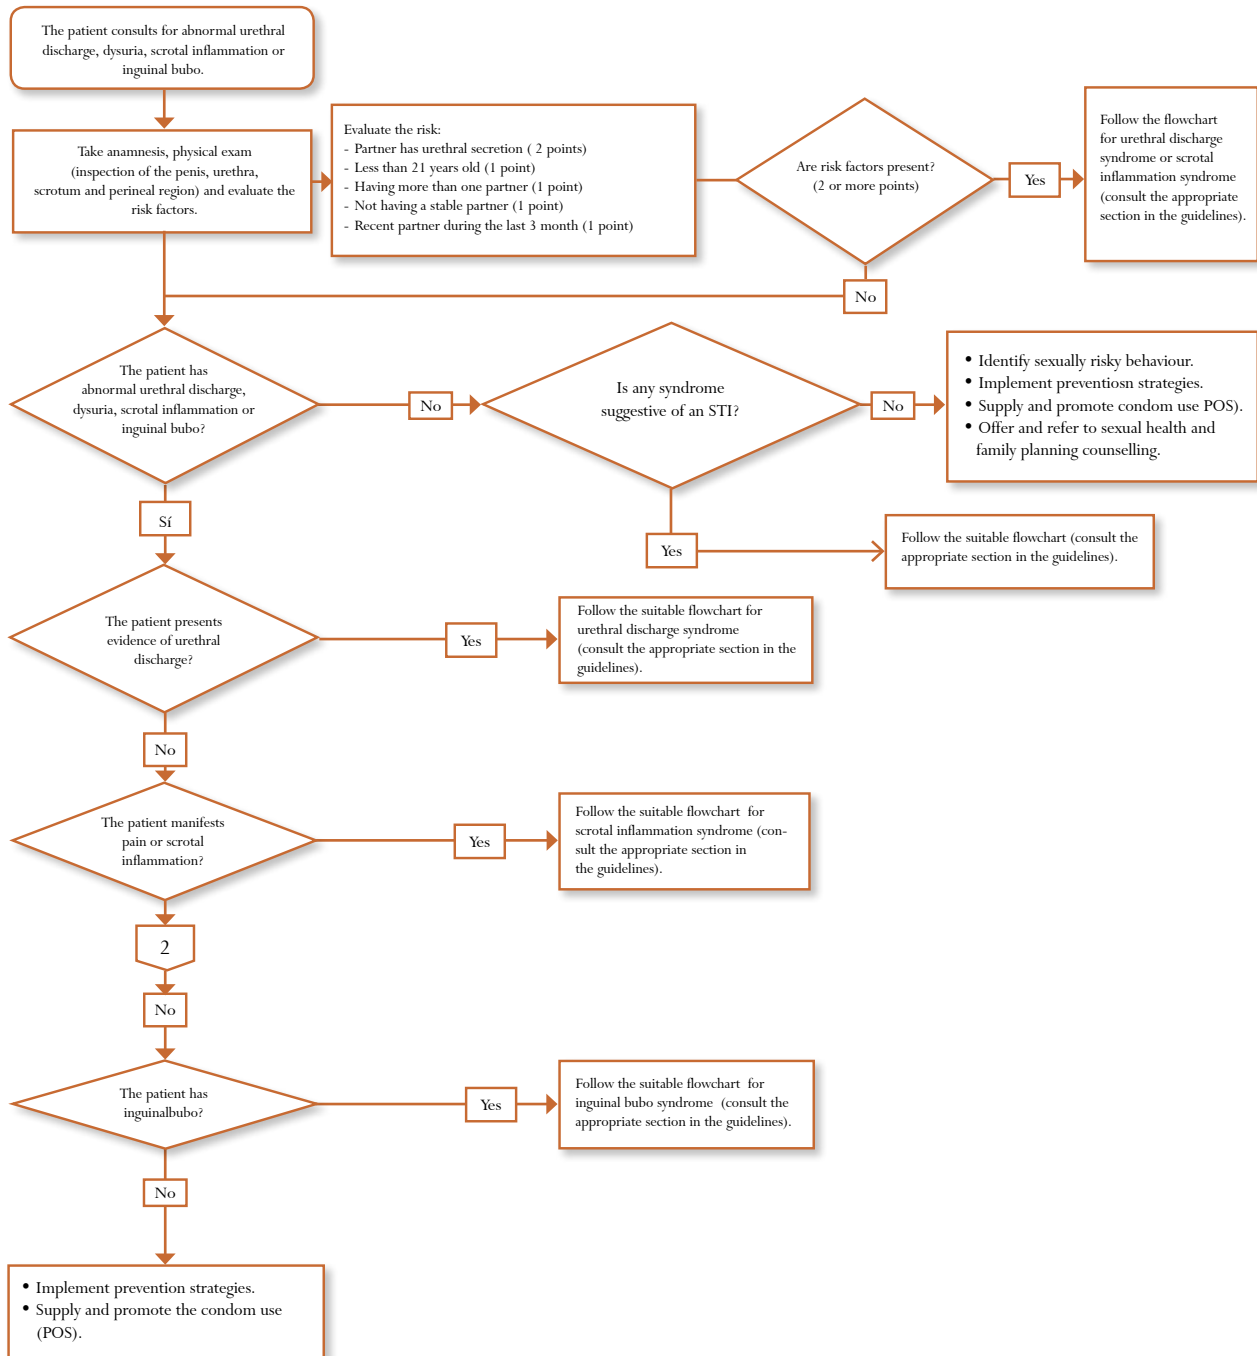 The patient consults for abnormal urethral
discharge, dysuria, scrotal inflammation or
inguinal bubo.
Take anamnesis, physical exam
(inspection of the penis, urethra,
scrotum and perineal region) and evaluate the
risk factors.
Evaluate the risk:
- Partner has urethral secretion ( 2 points)
- Less than 21 years old (1 point)
- Having more than one partner (1 point)
- Not having a stable partner (1 point)
- Recent partner during the last 3 month (1 point)
Are risk factors present?
(2 or more points)
Yes
Follow the flowchart
for urethral discharge
syndrome or scrotal
inflammation syndrome
(consult the appropriate
section in the guidelines).
No
The patient has
abnormal urethral discharge,
dysuria, scrotal inflammation or
inguinal bubo?
No
Is any syndrome
suggestive of an STI?
No
• Identify sexually risky behaviour.
• Implement preventiosn strategies.
• Supply and promote condom use POS).
• Offer and refer to sexual health and
family planning counselling.
Sí
Yes
Follow the suitable flowchart (consult the
appropriate section in the guidelines).
The patient presents
evidence of urethral
discharge?
Yes
Follow the suitable flowchart for
urethral discharge syndrome
(consult the appropriate section in the
guidelines).
No
The patient manifests
pain or scrotal
inflammation?
Yes
Follow the suitable flowchart for
scrotal inflammation syndrome (con-
sult the appropriate section in
the guidelines).
2
No
The patient has
inguinalbubo?
Yes
Follow the suitable flowchart for
inguinal bubo syndrome (consult the
appropriate section in the guidelines).
No
• Implement prevention strategies.
• Supply and promote the condom use
(POS).